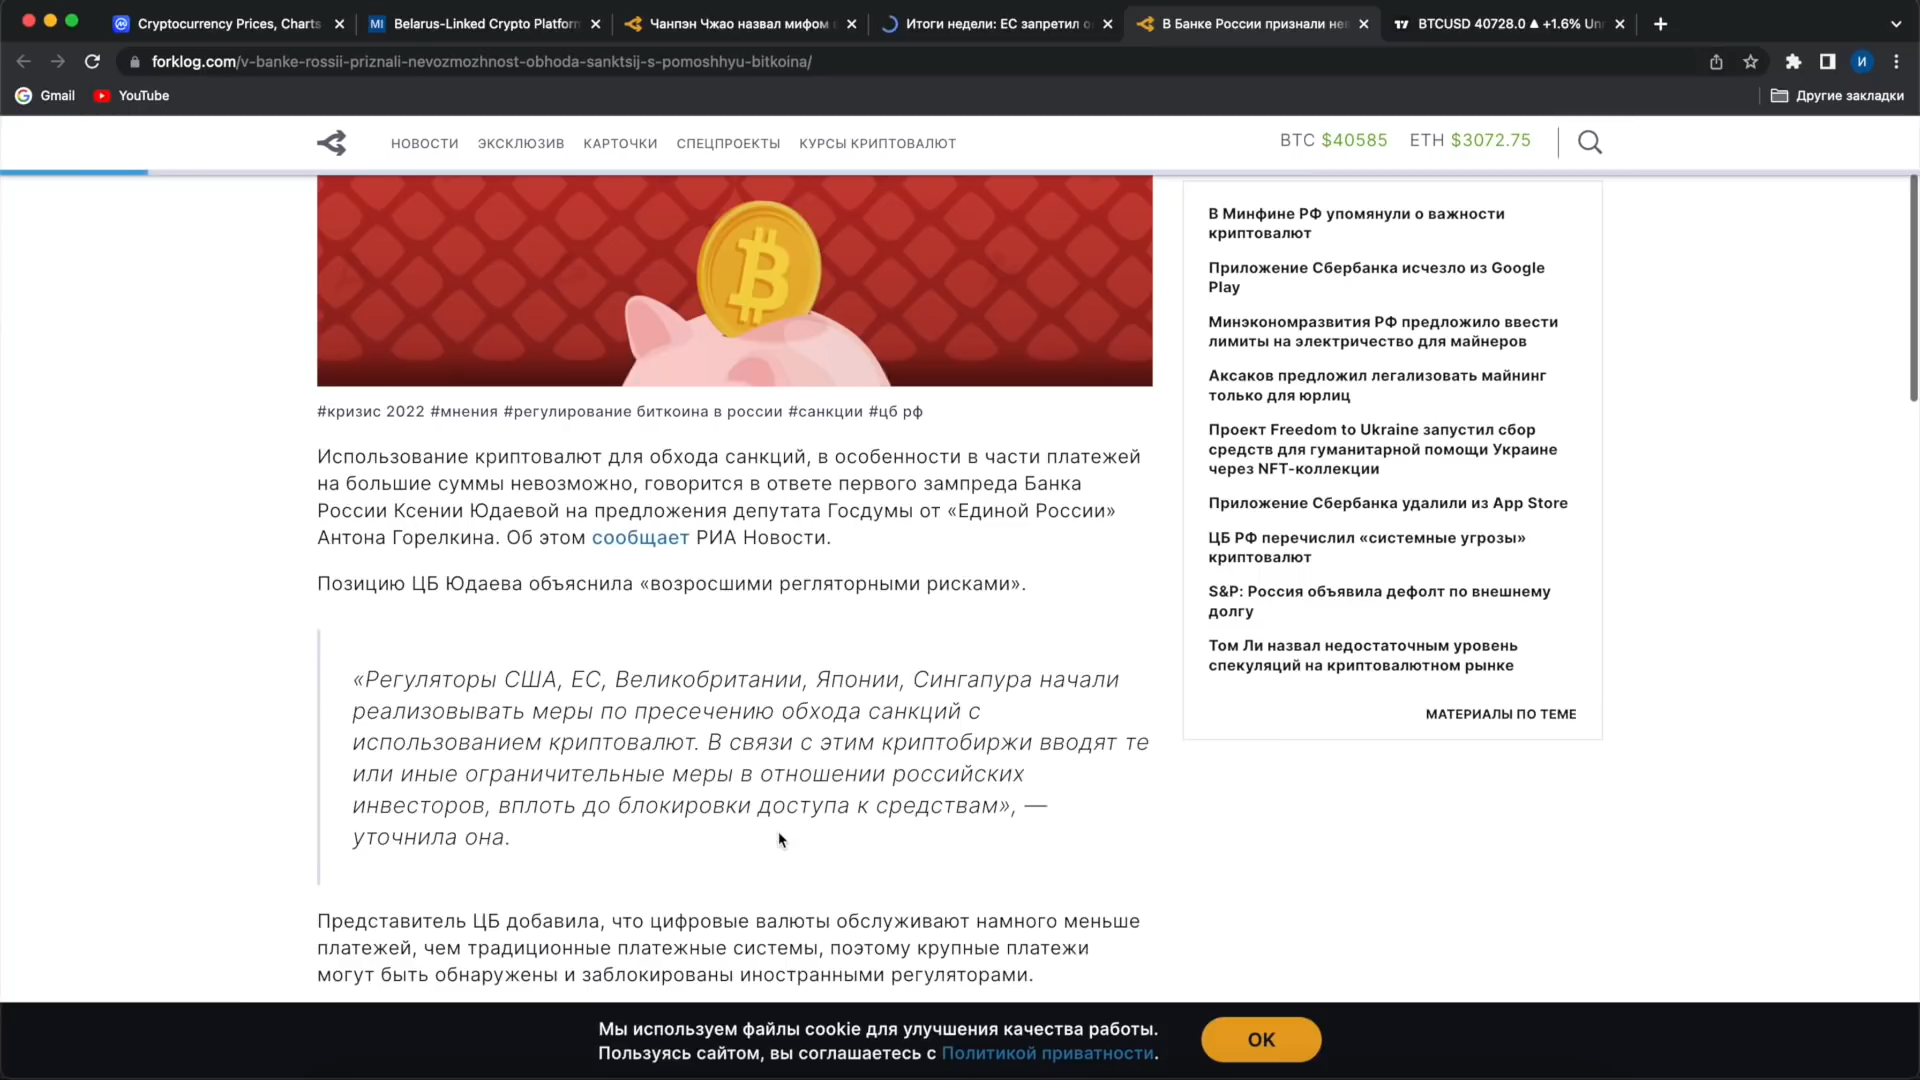 Cryptocurrency Prices, Charts
Belarus-Linked Crypto Platform
Чанпэн Чжао назвал мифом
Итоги недели: ЕС запретил о
В Банке России признали нев
BTCUSD 40728.0 ▲ +1.6% Un
forklog.com/v-banke-rossii-priznali-nevozmozhnost-obhoda-sanktsij-s-pomoshhyu-bitkoina/
И
Gmail
YouTube
Другие закладки
НОВОСТИ ЭКСКЛЮЗИВ КАРТОЧКИ СПЕЦПРОЕКТЫ КУРСЫ КРИПТОВАЛЮТ
BTC $40585 ETH $3072.75
#кризис 2022 #мнения #регулирование биткоина в россии #санкции #цб рф
Использование криптовалют для обхода санкций, в особенности в части платежей
на большие суммы невозможно, говорится в ответе первого зампреда Банка
России Ксении Юдаевой на предложения депутата Госдумы от «Единой России»
Антона Горелкина. Об этом сообщает РИА Новости.
Позицию ЦБ Юдаева объяснила «возросшими регляторными рисками».
«Регуляторы США, ЕС, Великобритании, Японии, Сингапура начали
реализовывать меры по пресечению обхода санкций с
использованием криптовалют. В связи с этим криптобиржи вводят те
или иные ограничительные меры в отношении российских
инвесторов, вплоть до блокировки доступа к средствам», —
уточнила она.
Представитель ЦБ добавила, что цифровые валюты обслуживают намного меньше
платежей, чем традиционные платежные системы, поэтому крупные платежи
могут быть обнаружены и заблокированы иностранными регуляторами.
В Минфине РФ упомянули о важности
криптовалют
Приложение Сбербанка исчезло из Google
Play
Минэкономразвития РФ предложило ввести
лимиты на электричество для майнеров
Аксаков предложил легализовать майнинг
только для юрлиц
Проект Freedom to Ukraine запустил сбор
средств для гуманитарной помощи Украине
через NFT-коллекции
Приложение Сбербанка удалили из App Store
ЦБ РФ перечислил «системные угрозы»
криптовалют
S&P: Россия объявила дефолт по внешнему
долгу
Том Ли назвал недостаточным уровень
спекуляций на криптовалютном рынке
МАТЕРИАЛЫ ПО ТЕМЕ
Мы используем файлы cookie для улучшения качества работы.
Пользуясь сайтом, вы соглашаетесь с Политикой приватности.
OK